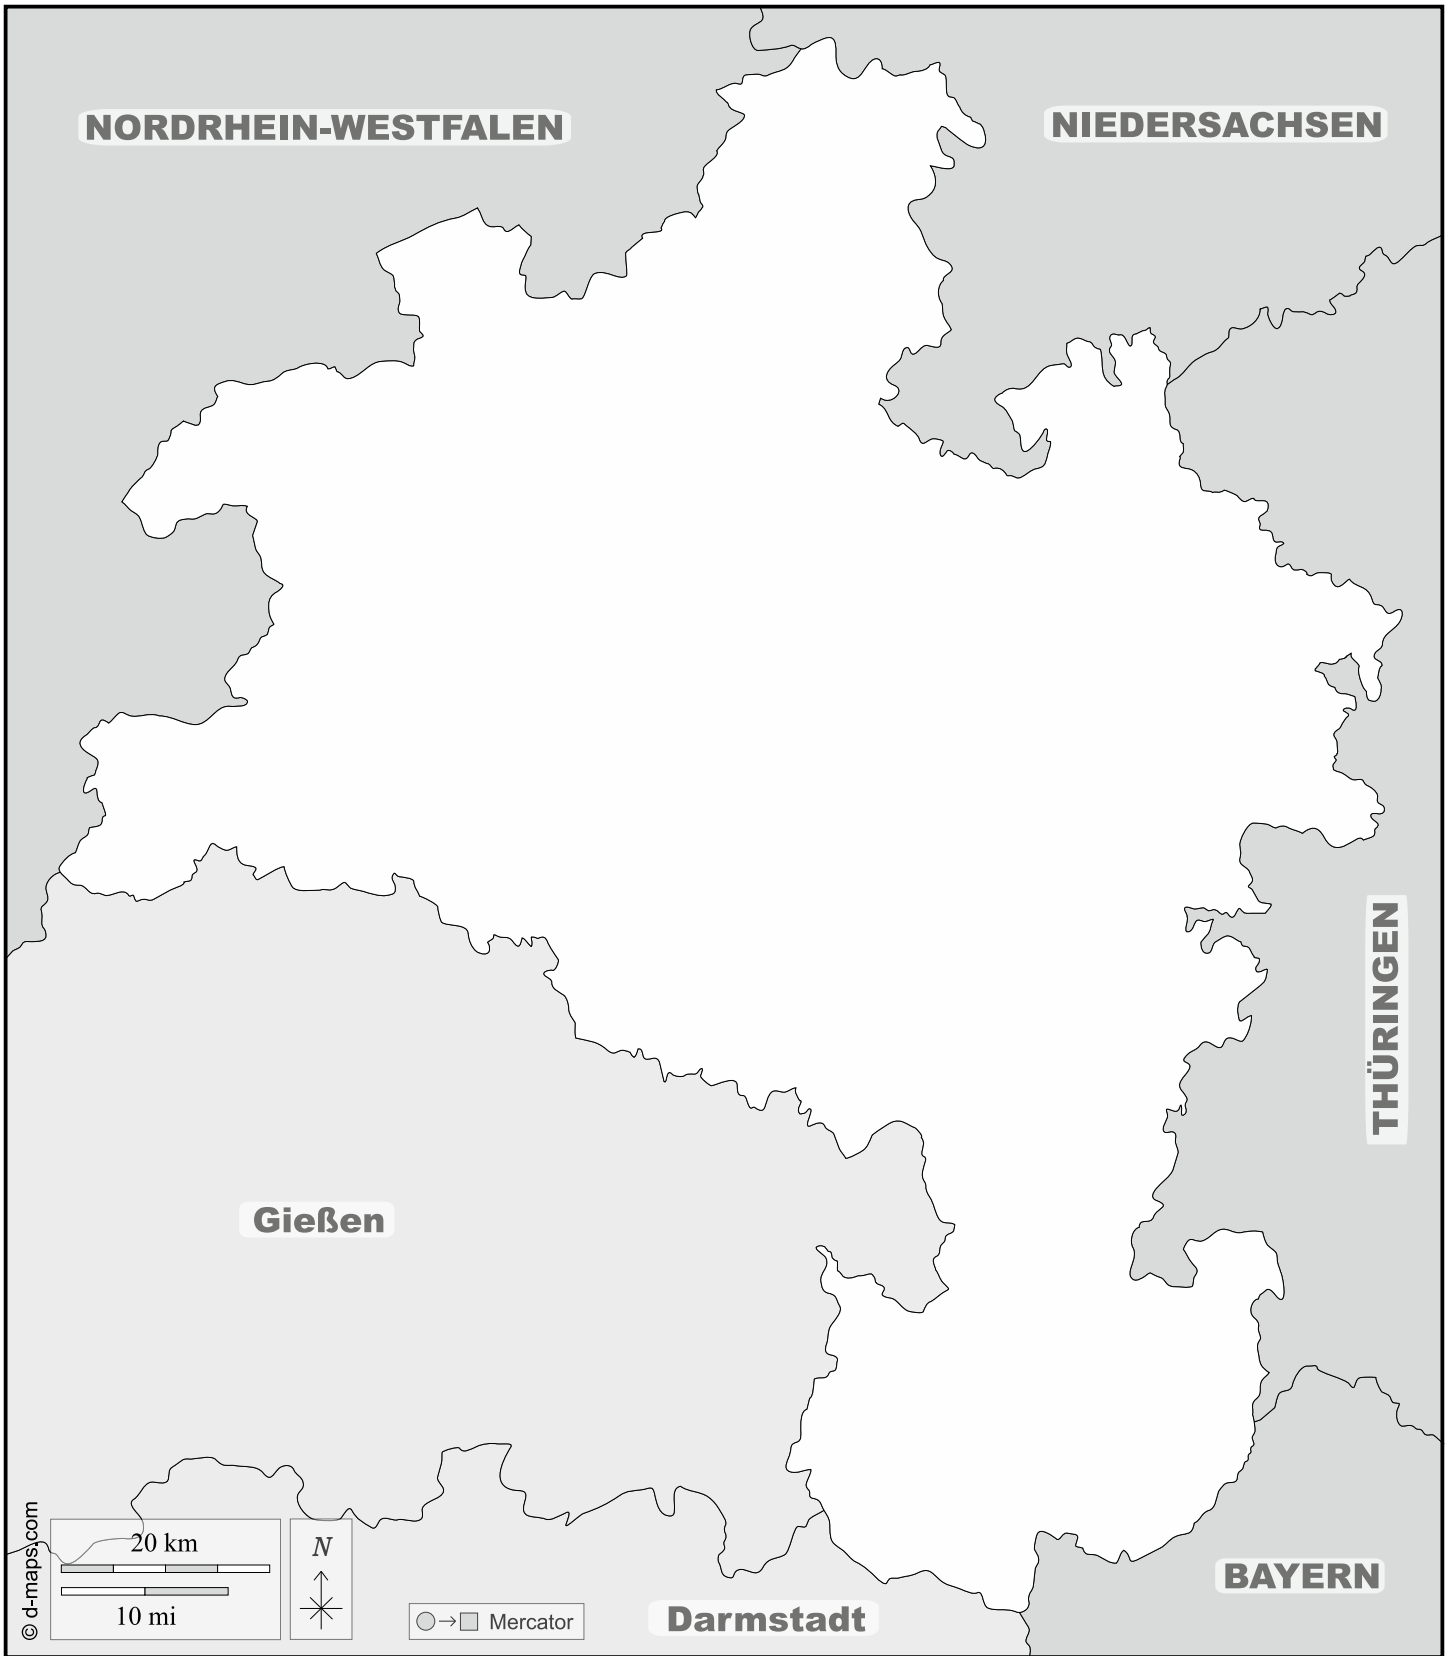 NORDRHEIN-WESTFALEN
NIEDERSACHSEN
THÜRINGEN
Gießen
BAYERN
Darmstadt
© d-maps.com
20 km
10 mi
N
Mercator